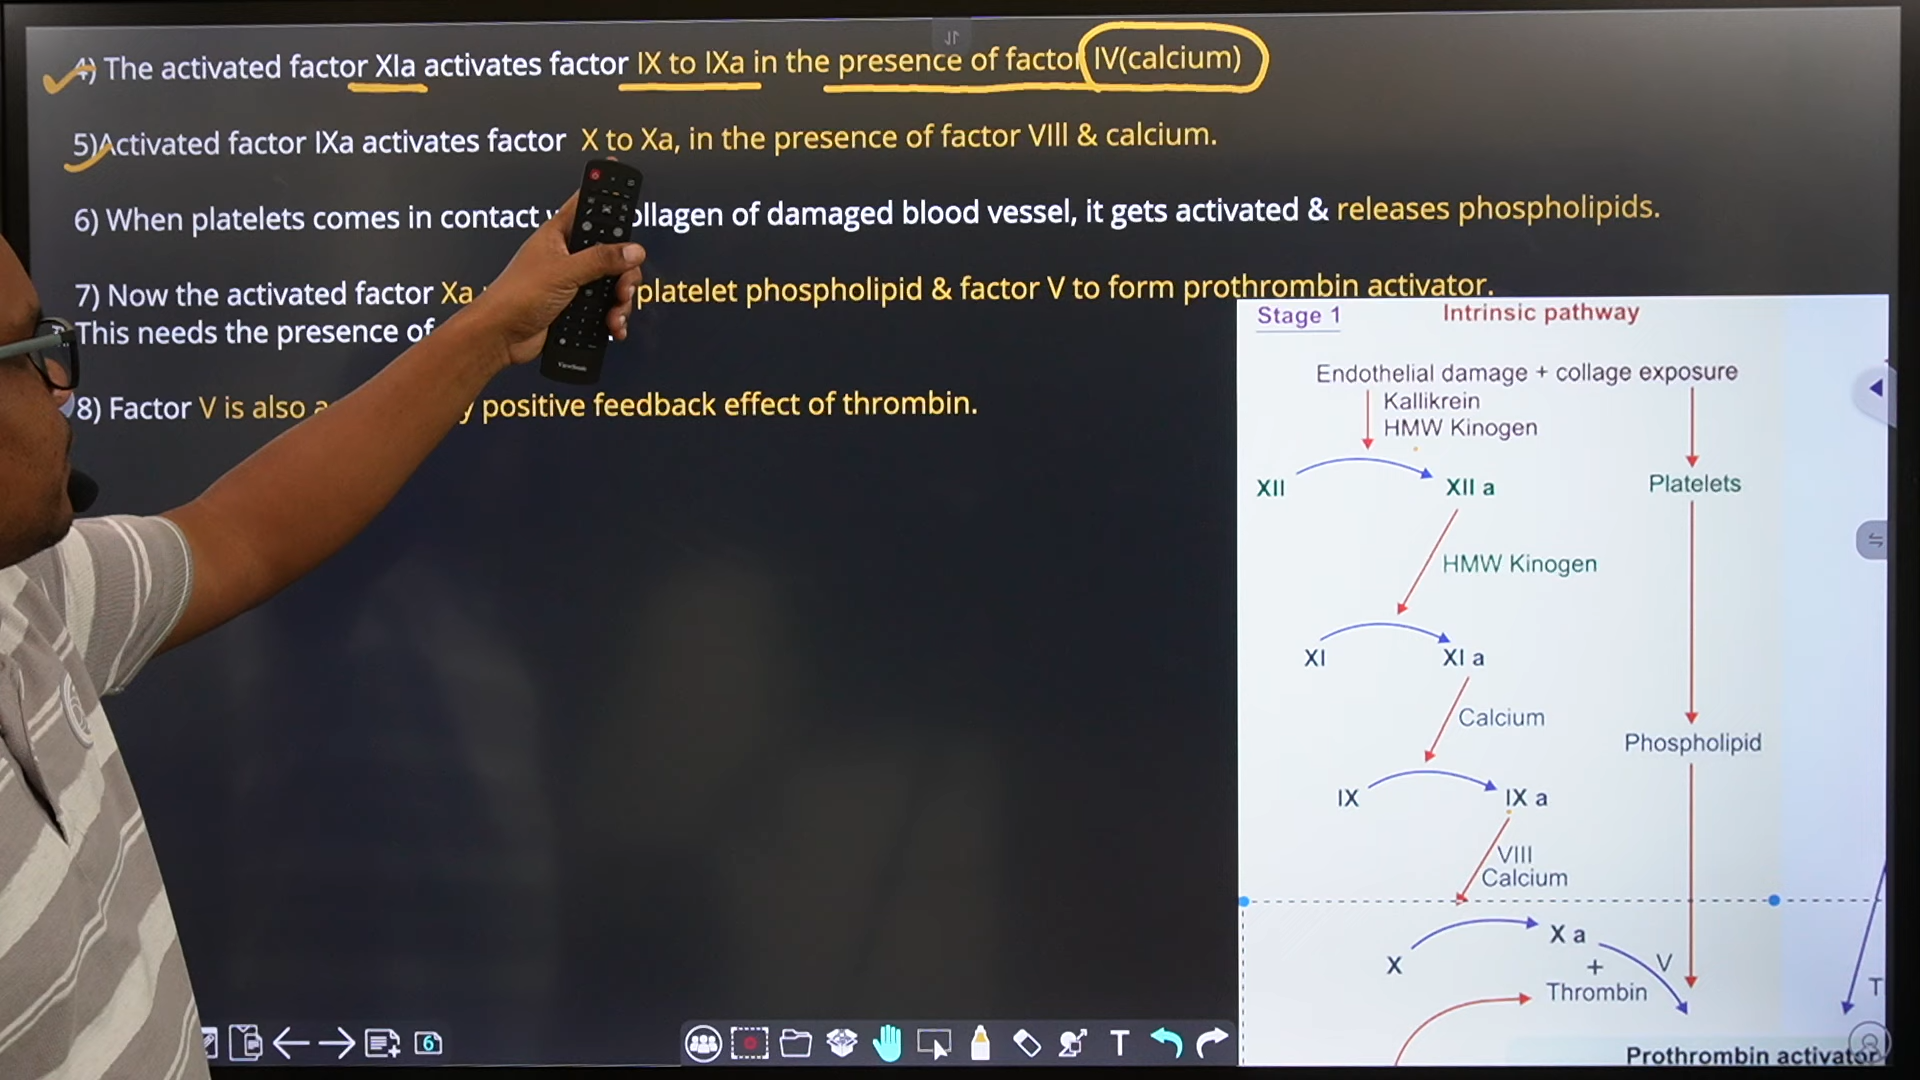 4) The activated factor XIa activates factor IX to IXa in the presence of factor IV(calcium)
5)Activated factor IXa activates factor X to Xa, in the presence of factor VIII & calcium.
6) When platelets comes in contact ollagen of damaged blood vessel, it gets activated & releases phospholipids.
7) Now the activated factor Xa platelet phospholipid & factor V to form prothrombin activator.
This needs the presence of
8) Factor V is also positive feedback effect of thrombin.
Stage 1 Intrinsic pathway
Endothelial damage + collage exposure
Kallikrein
HMW Kinogen
XII XII a Platelets
HMW Kinogen
XI XI a
Calcium
Phospholipid
IX IX a
VIII
Calcium
X X a V
+
Thrombin T
Prothrombin activator
6 T
ViewSonic